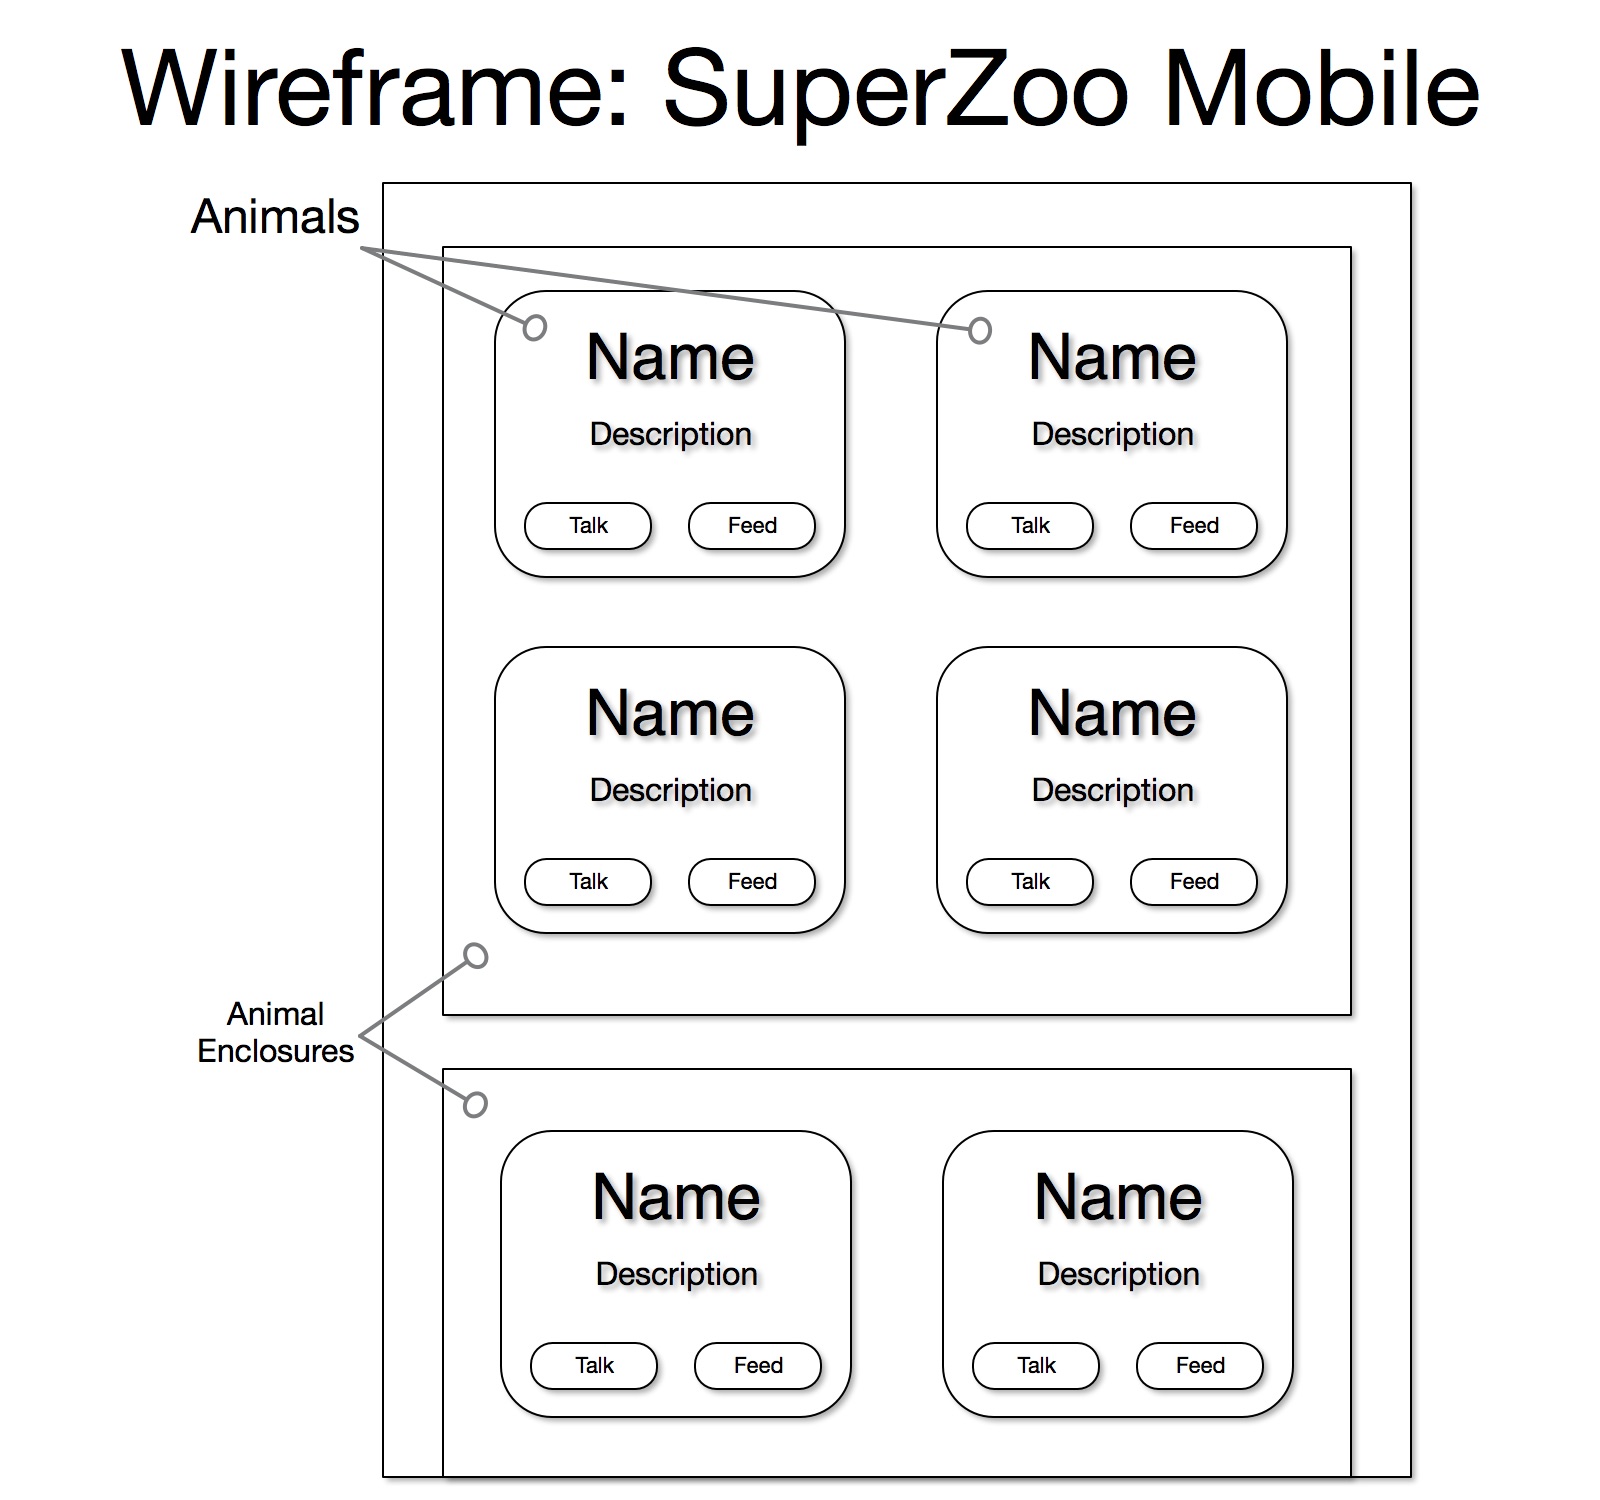 Wireframe: SuperZoo Mobile
Animals
Name
Description
Talk
Feed
Name
Description
Talk
Feed
Name
Description
Talk
Feed
Name
Description
Talk
Feed
Animal
Enclosures
Name
Description
Talk
Feed
Name
Description
Talk
Feed